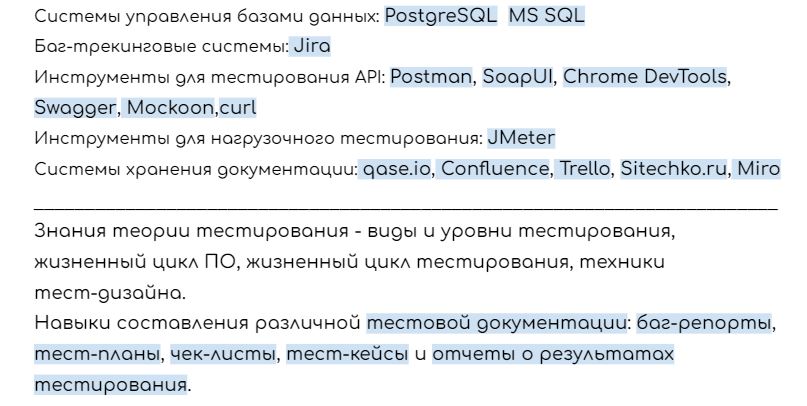 Системы управления базами данных: PostgreSQL MS SQL
Баг-трекинговые системы: Jira
Инструменты для тестирования API: Postman, SoapUI, Chrome DevTools,
Swagger, Mockoon,curl
Инструменты для нагрузочного тестирования: JMeter
Системы хранения документации: qase.io, Confluence, Trello, Sitechko.ru, Miro
Знания теории тестирования - виды и уровни тестирования,
жизненный цикл ПО, жизненный цикл тестирования, техники
тест-дизайна.
Навыки составления различной тестовой документации: баг-репорты,
тест-планы, чек-листы, тест-кейсы и отчеты о результатах
тестирования.